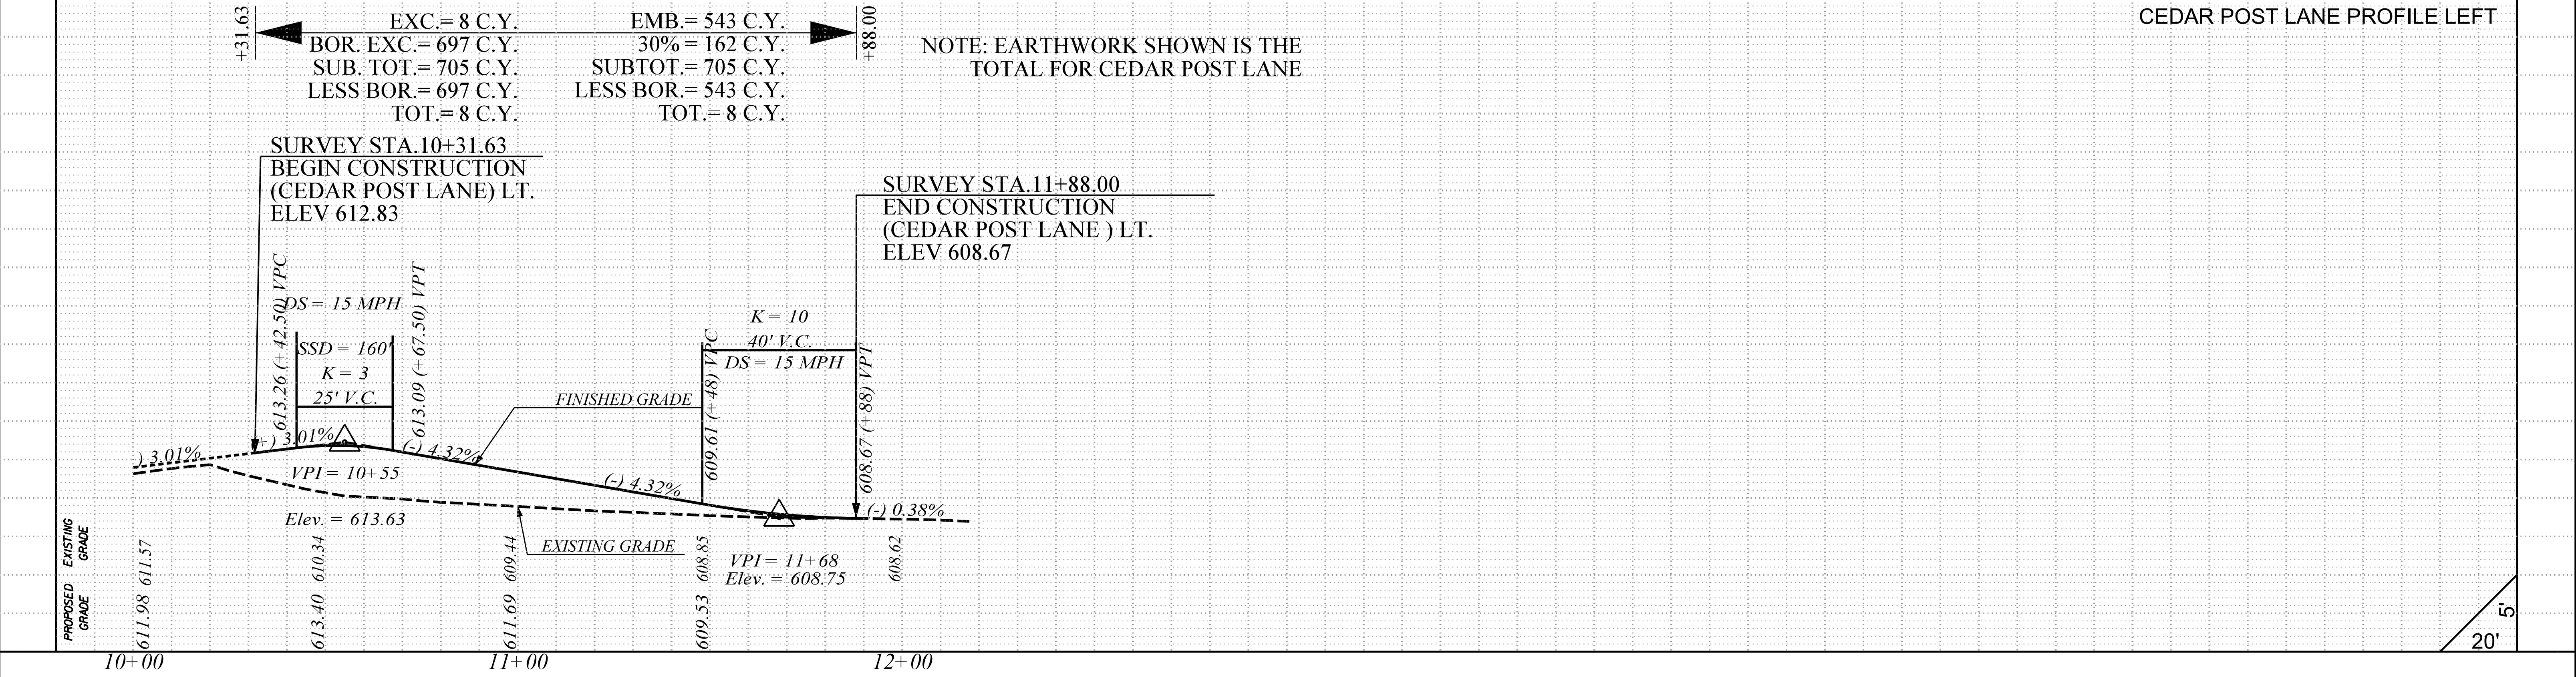 CEDAR POST LANE PROFILE LEFT
+31.63
EXC.= 8 C.Y.
BOR. EXC.= 697 C.Y.
SUB. TOT.= 705 C.Y.
LESS BOR.= 697 C.Y.
TOT.= 8 C.Y.
EMB.= 543 C.Y.
30% = 162 C.Y.
SUBTOT.= 705 C.Y.
LESS BOR.= 543 C.Y.
TOT.= 8 C.Y.
+88.00
NOTE: EARTHWORK SHOWN IS THE
TOTAL FOR CEDAR POST LANE
SURVEY STA.10+31.63
BEGIN CONSTRUCTION
(CEDAR POST LANE) LT.
ELEV 612.83
SURVEY STA.11+88.00
END CONSTRUCTION
(CEDAR POST LANE ) LT.
ELEV 608.67
613.26 (+42.50) VPC
DS = 15 MPH
SSD = 160'
K = 3
25' V.C.
613.09 (+67.50) VPT
609.61 (+48) VPC
K = 10
40' V.C.
DS = 15 MPH
608.67 (+88) VPT
FINISHED GRADE
) 3.01%
+) 3.01%
(-) 4.32%
(-) 4.32%
(-) 0.38%
VPI = 10+55
Elev. = 613.63
EXISTING GRADE
VPI = 11+68
Elev. = 608.75
EXISTING
GRADE
611.57
610.34
609.44
608.85
608.62
PROPOSED
GRADE
611.98
613.40
611.69
609.53
10+00
11+00
12+00
5'
20'